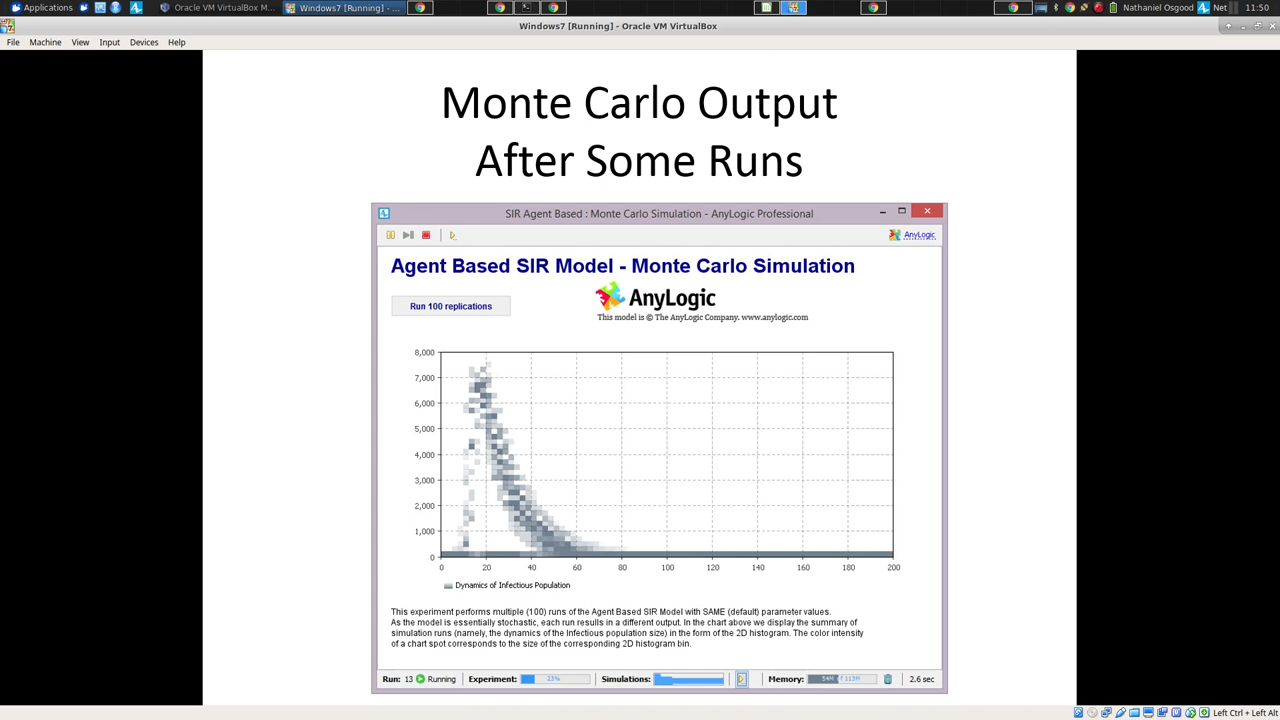 Applications
Oracle VM VirtualBox M...
Windows7 [Running] - ...
Nathaniel Osgood
Net
11:50
Windows7 [Running] - Oracle VM VirtualBox
File Machine View Input Devices Help
Monte Carlo Output
After Some Runs
SIR Agent Based : Monte Carlo Simulation - AnyLogic Professional
AnyLogic
Agent Based SIR Model - Monte Carlo Simulation
Run 100 replications
AnyLogic
This model is © The AnyLogic Company. www.anylogic.com
8,000
7,000
6,000
5,000
4,000
3,000
2,000
1,000
0
0 20 40 60 80 100 120 140 160 180 200
Dynamics of Infectious Population
This experiment performs multiple (100) runs of the Agent Based SIR Model with SAME (default) parameter values.
As the model is essentially stochastic, each run resullts in a different output. In the chart above we display the summary of
simulation runs (namely, the dynamics of the Infectious population size) in the form of the 2D histogram. The color intensity
of a chart spot corresponds to the size of the corresponding 2D histogram bin.
Run: 13 Running Experiment: 23% Simulations: Memory: 54M / 113M 2.6 sec
Left Ctrl + Left Alt